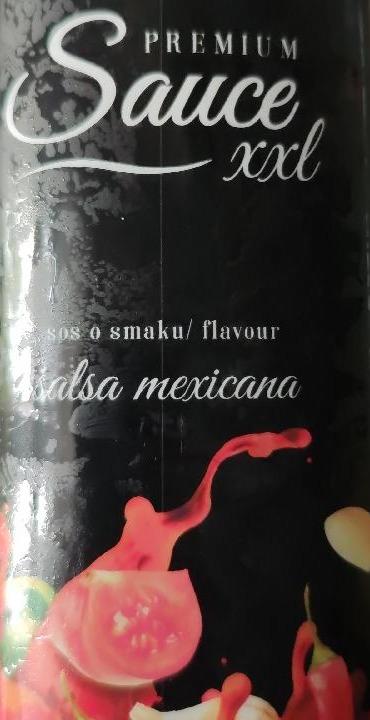 PREMIUM
Sauce
xxl
sos o smaku/ flavour
salsa mexicana